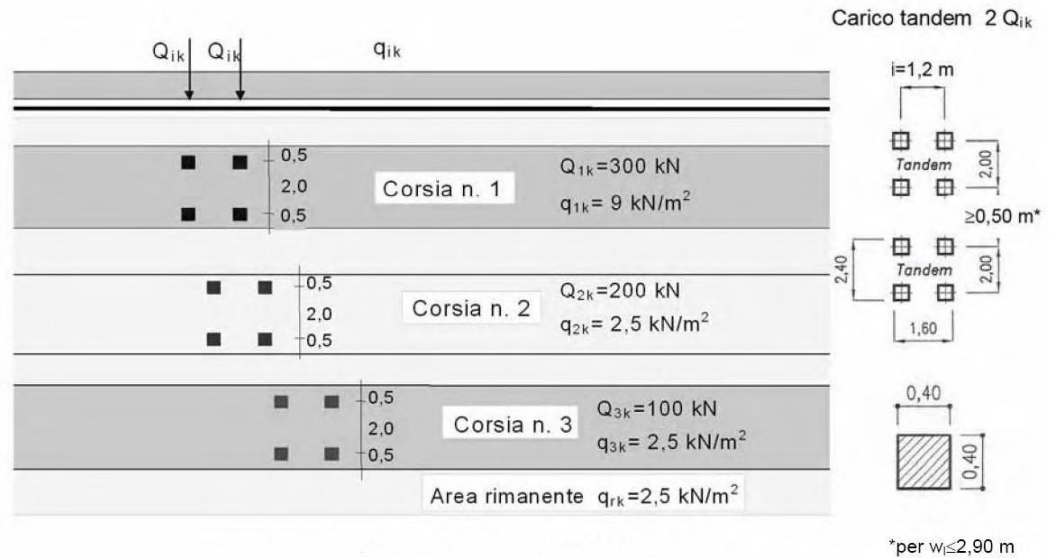 Carico tandem 2 Qik
Qik Qik qik
i=1,2 m
0,5
2,0
0,5
Corsia n. 1
Q1k=300 kN
q1k= 9 kN/m²
Tandem
2,00
≥0,50 m*
0,5
2,0
0,5
Corsia n. 2
Q2k=200 kN
q2k= 2,5 kN/m²
2,40
Tandem
2,00
1,60
0,5
2,0
0,5
Corsia n. 3
Q3k=100 kN
q3k= 2,5 kN/m²
0,40
0,40
Area rimanente qrk=2,5 kN/m²
*per wl≤2,90 m